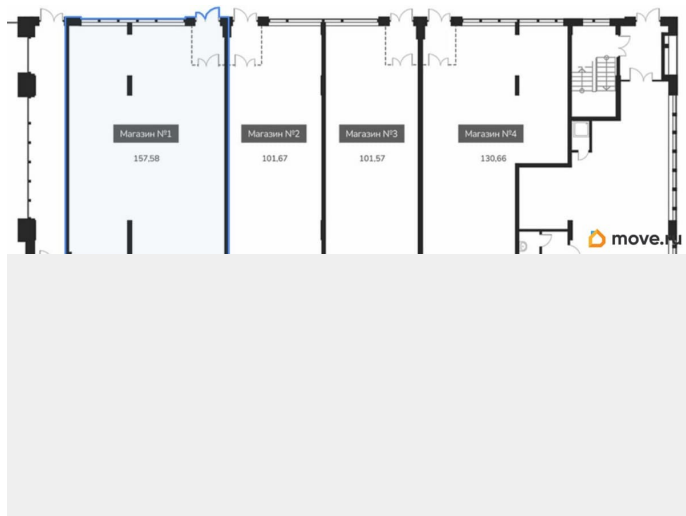 Магазин №1
157,58
Магазин №2
101,67
Магазин №3
101,57
Магазин №4
130,66
move.ru